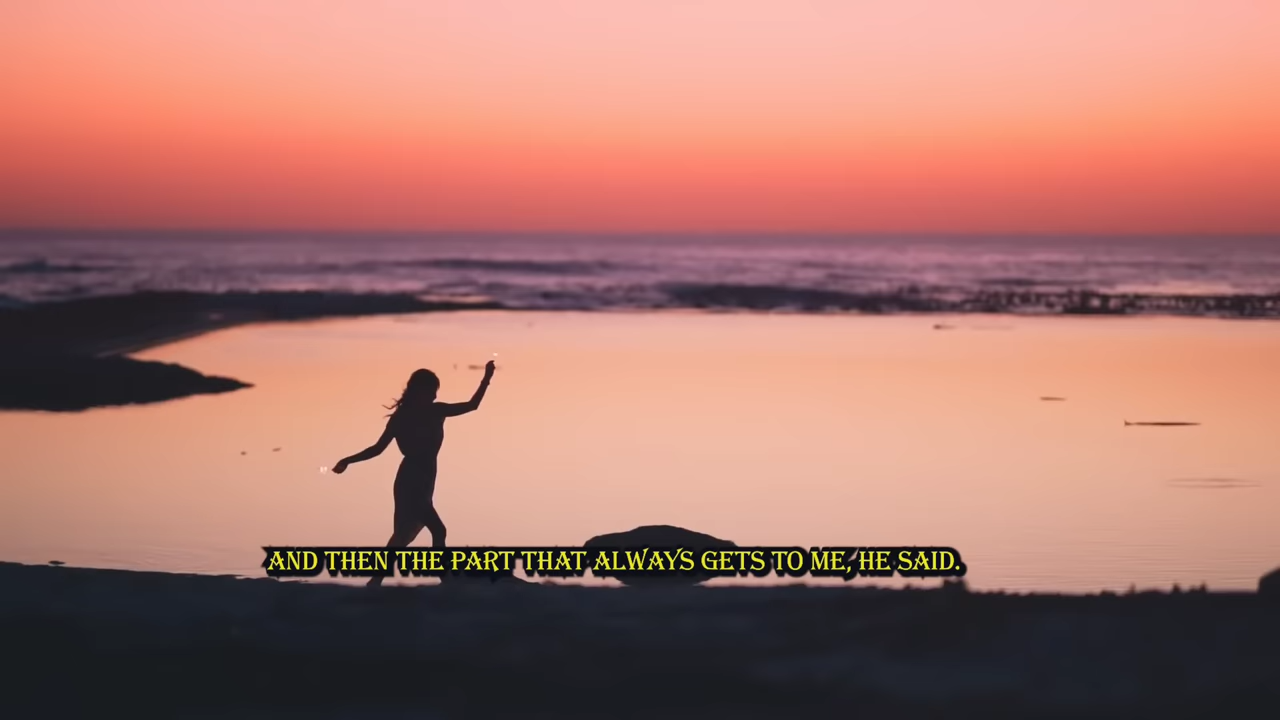 AND THEN THE PART THAT ALWAYS GETS TO ME, HE SAID.